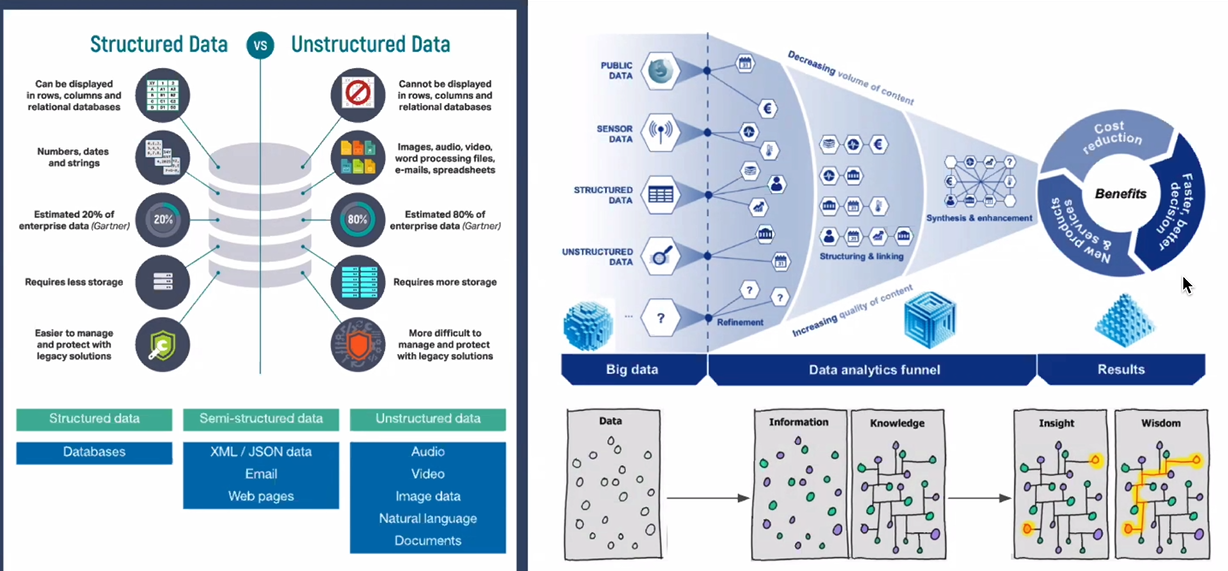 Structured Data VS Unstructured Data
Can be displayed
in rows, columns and
relational databases
Cannot be displayed
in rows, columns and
relational databases
Numbers, dates
and strings
Images, audio, video,
word processing files,
e-mails, spreadsheets
Estimated 20% of
enterprise data (Gartner)
20%
80%
Estimated 80% of
enterprise data (Gartner)
Requires less storage
Requires more storage
Easier to manage
and protect with
legacy solutions
More difficult to
manage and protect
with legacy solutions
Structured data
Databases
Semi-structured data
XML / JSON data
Email
Web pages
Unstructured data
Audio
Video
Image data
Natural language
Documents
PUBLIC
DATA
SENSOR
DATA
STRUCTURED
DATA
UNSTRUCTURED
DATA
...
?
€
?
?
Refinement
Decreasing volume of content
€
Structuring & linking
Increasing quality of content
?
€
Synthesis & enhancement
Benefits
Cost
reduction
Faster, better
decision
New products
& services
Big data
Data analytics funnel
Results
Data
Information
Knowledge
Insight
Wisdom